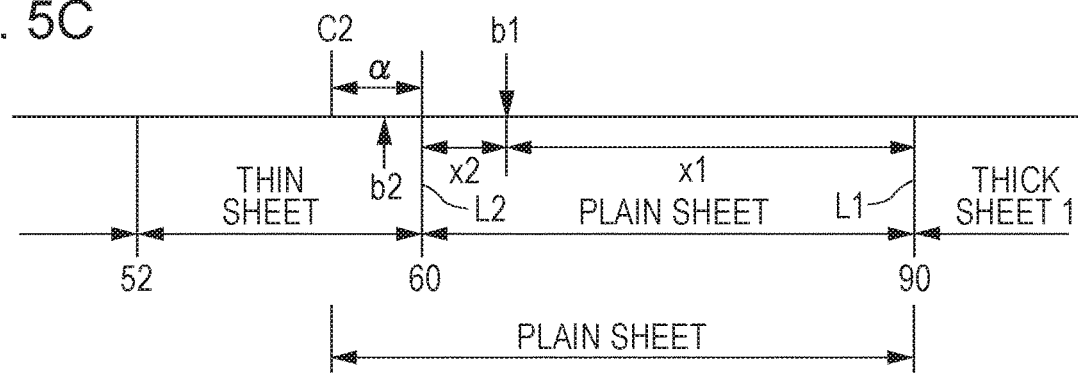 . 5C
C2
b1
α
x2
x1
b2
THIN
SHEET
L2
PLAIN SHEET
L1
THICK
SHEET 1
52
60
90
PLAIN SHEET